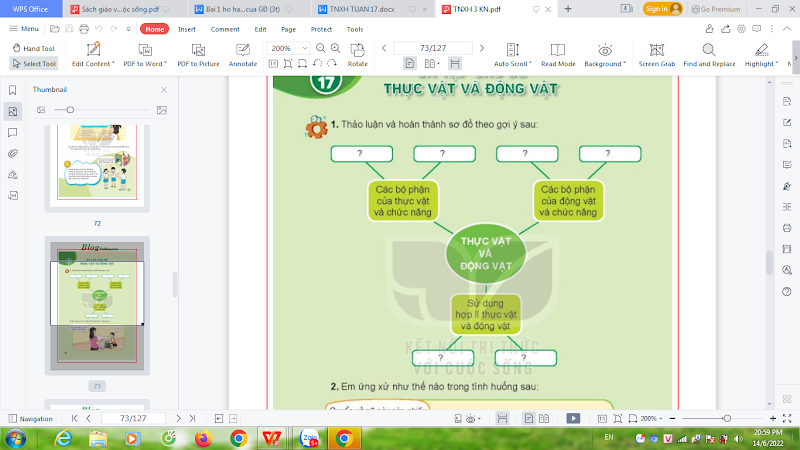 WPS Office
Sách giáo v...ộc sống.pdf
Bai 1 ho ha...cua GĐ (3t)
TNXH TUAN 17.docx
TNXH 3 KN.pdf
Sign in
Go Premium
Menu
Home
Insert
Comment
Edit
Page
Protect
Tools
Hand Tool
Select Tool
Edit Content
PDF to Word
PDF to Picture
Annotate
200%
73/127
Rotate
Auto Scroll
Read Mode
Background
Screen Grab
Find and Replace
Highlight
Thumbnail
72
73
17
THỰC VẬT VÀ ĐỘNG VẬT
1. Thảo luận và hoàn thành sơ đồ theo gợi ý sau:
? ? ? ?
Các bộ phận
của thực vật
và chức năng
Các bộ phận
của động vật
và chức năng
THỰC VẬT
VÀ
ĐỘNG VẬT
Sử dụng
hợp lí thực vật
và động vật
KẾT NỐI TRI THỨC
VỚI CUỘC SỐNG
? ?
2. Em ứng xử như thế nào trong tình huống sau:
Navigation
73/127
200%
EN
20:59 PM
14/6/2022